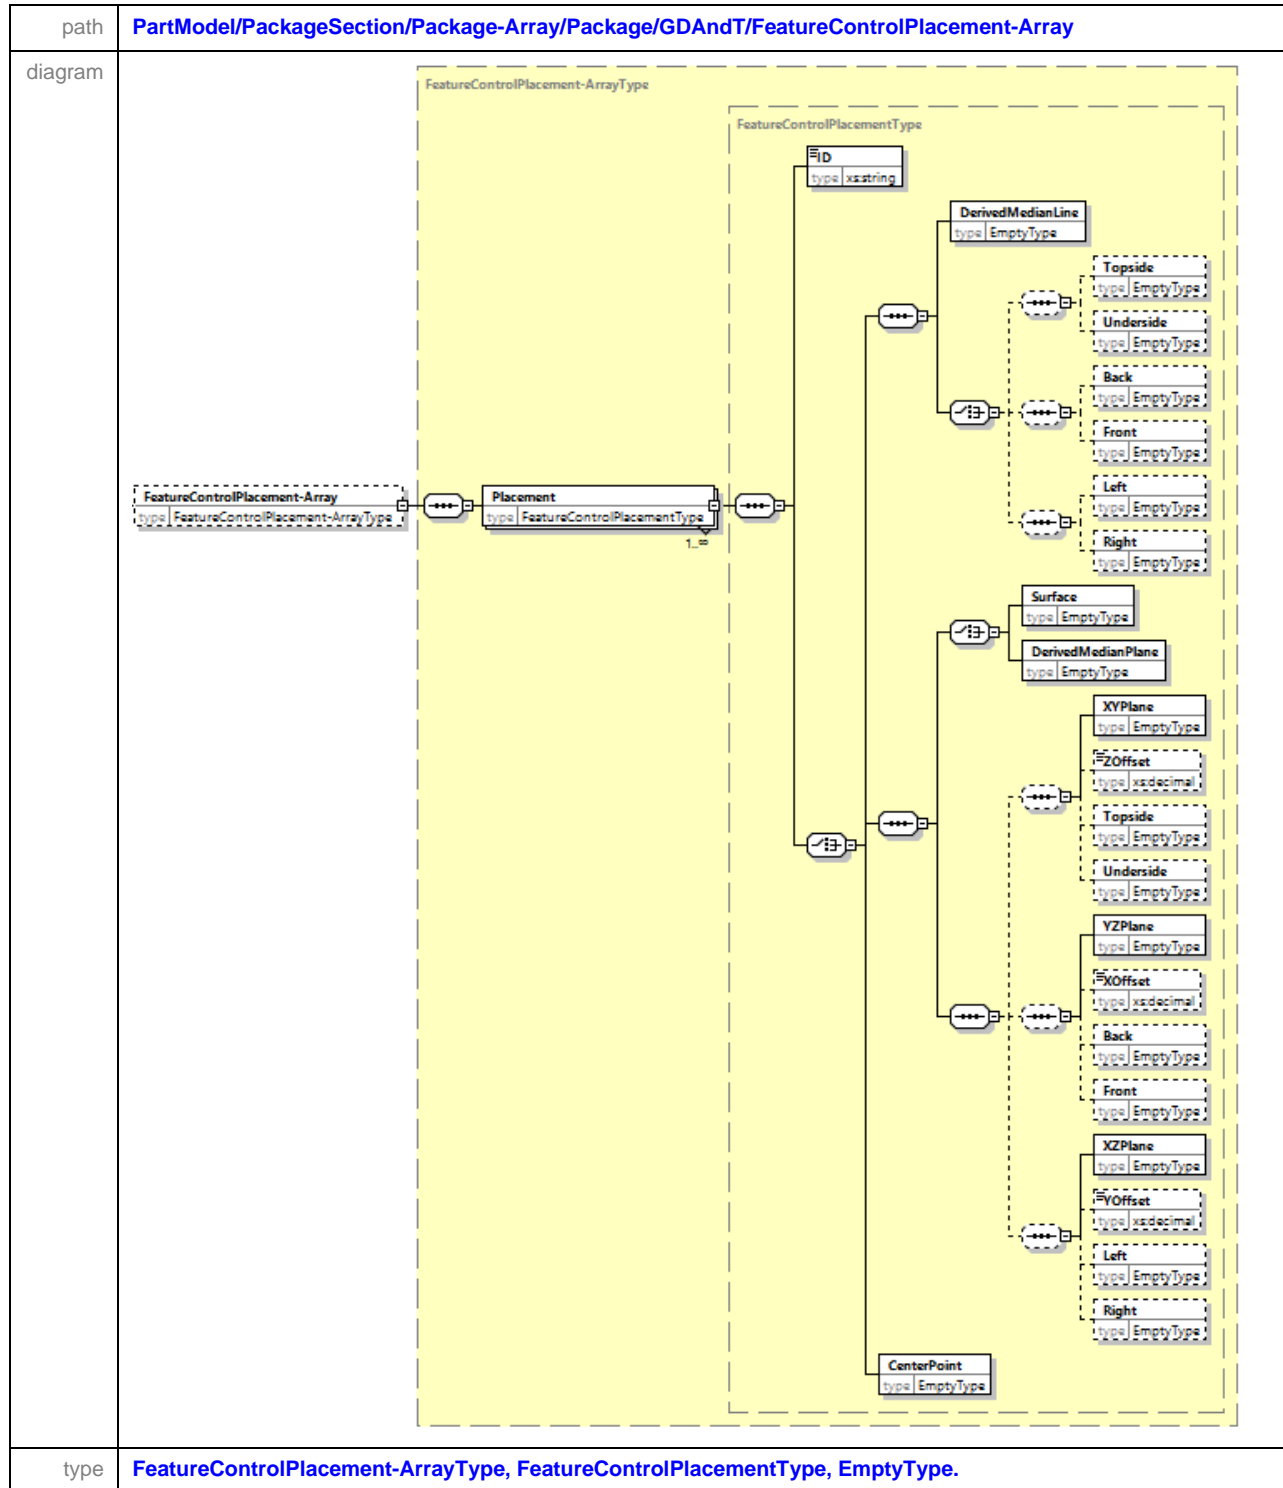 path
PartModel/PackageSection/Package-Array/Package/GDAndT/FeatureControlPlacement-Array
diagram
FeatureControlPlacement-ArrayType
FeatureControlPlacementType
ID
type xs:string
DerivedMedianLine
type EmptyType
Topside
type EmptyType
Underside
type EmptyType
Back
type EmptyType
Front
type EmptyType
Left
type EmptyType
Right
type EmptyType
FeatureControlPlacement-Array
type FeatureControlPlacement-ArrayType
Placement
type FeatureControlPlacementType
1..∞
Surface
type EmptyType
DerivedMedianPlane
type EmptyType
XYPlane
type EmptyType
ZOffset
type xs:decimal
Topside
type EmptyType
Underside
type EmptyType
YZPlane
type EmptyType
XOffset
type xs:decimal
Back
type EmptyType
Front
type EmptyType
XZPlane
type EmptyType
YOffset
type xs:decimal
Left
type EmptyType
Right
type EmptyType
CenterPoint
type EmptyType
type
FeatureControlPlacement-ArrayType, FeatureControlPlacementType, EmptyType.